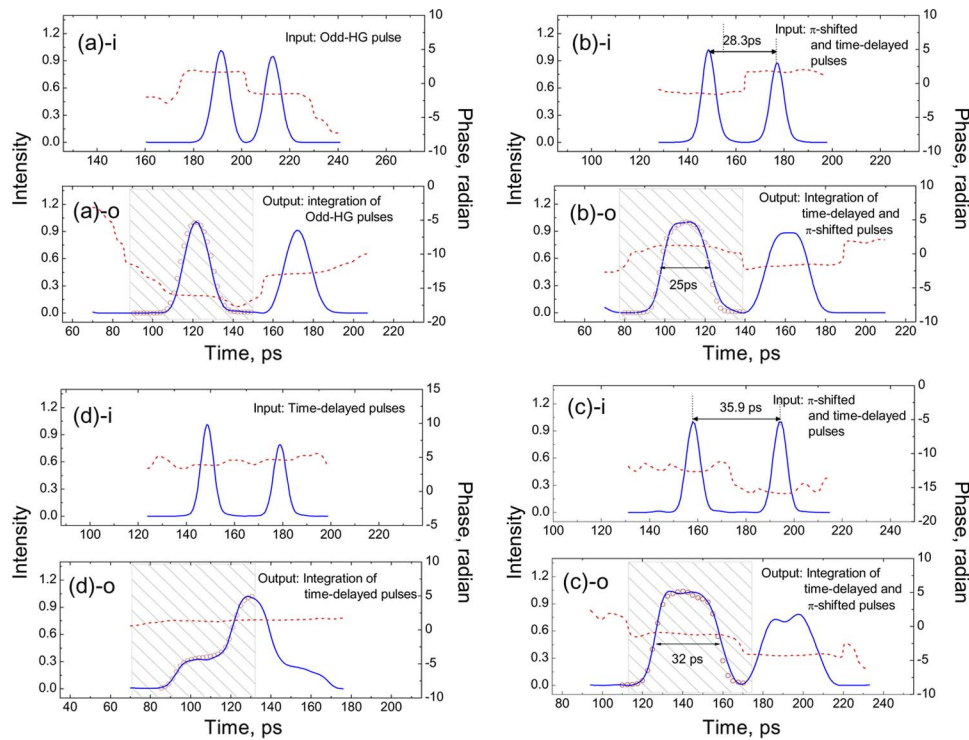 (a)-i
Input: Odd-HG pulse
1.2
0.9
0.6
0.3
0.0
10
5
0
-5
-10
140 160 180 200 220 240 260
(a)-o
Output: integration of
Odd-HG pulses
1.2
0.9
0.6
0.3
0.0
0
-5
-10
-15
-20
60 80 100 120 140 160 180 200 220
Intensity
Phase, radian
Time, ps
(b)-i
28.3ps
Input: π-shifted
and time-delayed
pulses
1.2
0.9
0.6
0.3
0.0
10
5
0
-5
-10
100 120 140 160 180 200 220
(b)-o
Output: Integration of
time-delayed and
π-shifted pulses
25ps
1.2
0.9
0.6
0.3
0.0
10
5
0
-5
-10
60 80 100 120 140 160 180 200 220
Intensity
Phase, radian
Time, ps
(d)-i
Input: Time-delayed pulses
1.2
0.9
0.6
0.3
0.0
15
10
5
0
-5
100 120 140 160 180 200 220
(d)-o
Output: Integration of
time-delayed pulses
1.2
0.9
0.6
0.3
0.0
10
5
0
-5
-10
40 60 80 100 120 140 160 180 200
Intensity
Phase, radian
Time, ps
(c)-i
35.9 ps
Input: π-shifted
and time-delayed
pulses
1.2
0.9
0.6
0.3
0.0
0
-5
-10
-15
-20
100 120 140 160 180 200 220 240
(c)-o
Output: Integration of
time-delayed and
π-shifted pulses
32 ps
1.2
0.9
0.6
0.3
0.0
10
5
0
-5
-10
80 100 120 140 160 180 200 220 240
Intensity
Phase, radian
Time, ps